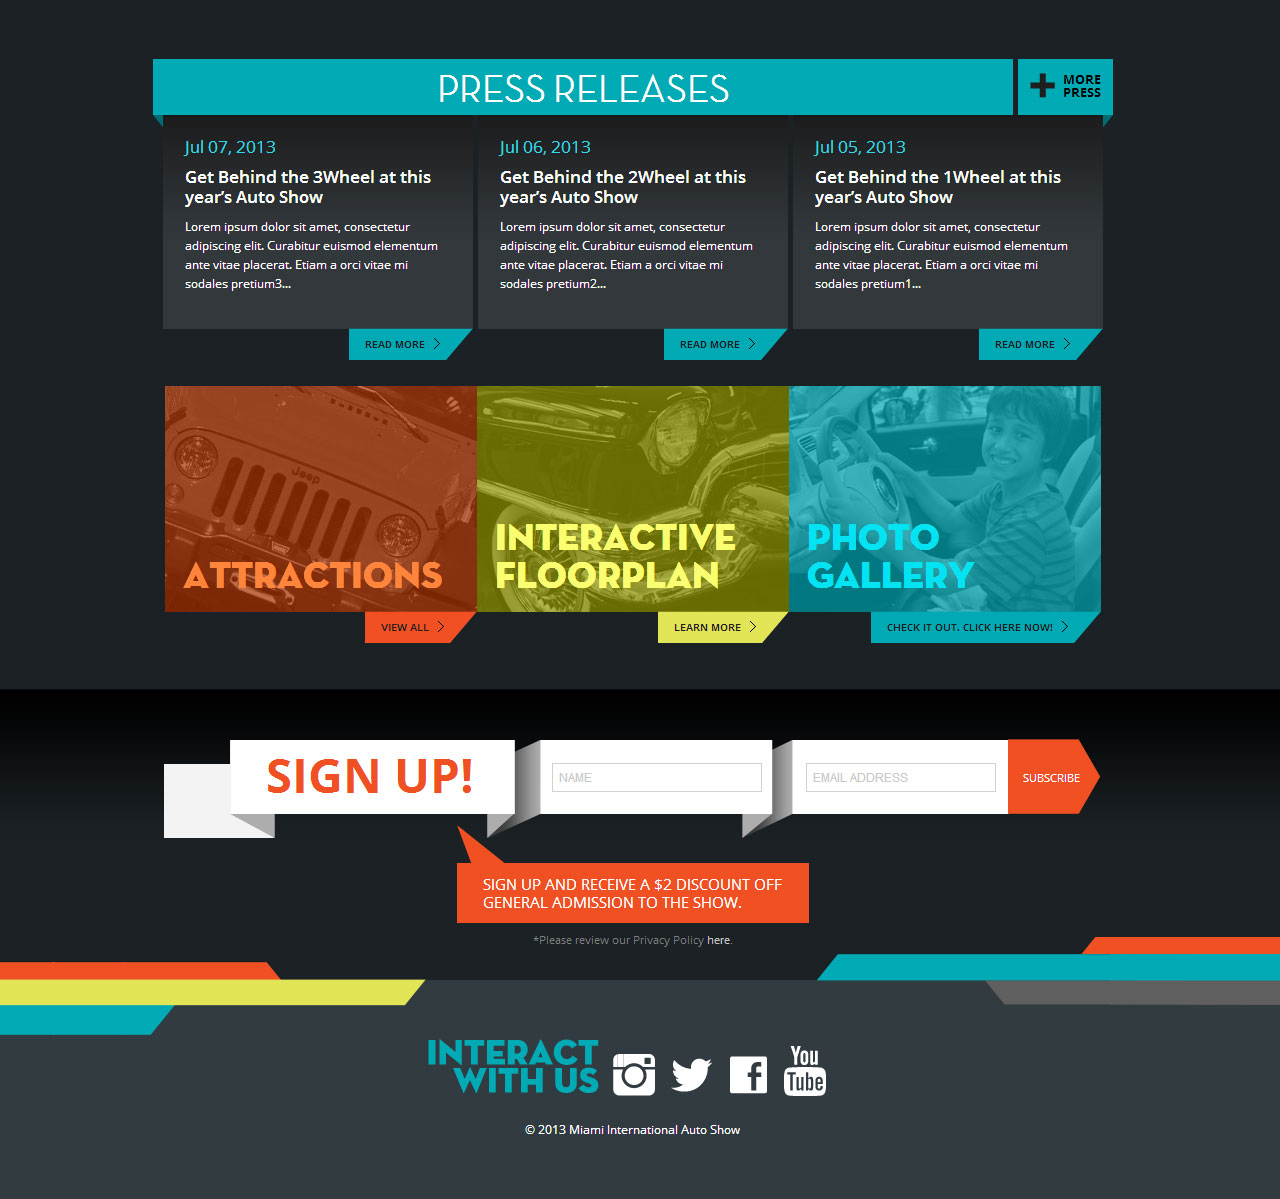 PRESS RELEASES
MORE
PRESS
Jul 07, 2013
Get Behind the 3Wheel at this
year’s Auto Show
Lorem ipsum dolor sit amet, consectetur
adipiscing elit. Curabitur euismod elementum
ante vitae placerat. Etiam a orci vitae mi
sodales pretium3...
READ MORE
Jul 06, 2013
Get Behind the 2Wheel at this
year’s Auto Show
Lorem ipsum dolor sit amet, consectetur
adipiscing elit. Curabitur euismod elementum
ante vitae placerat. Etiam a orci vitae mi
sodales pretium2...
READ MORE
Jul 05, 2013
Get Behind the 1Wheel at this
year’s Auto Show
Lorem ipsum dolor sit amet, consectetur
adipiscing elit. Curabitur euismod elementum
ante vitae placerat. Etiam a orci vitae mi
sodales pretium1...
READ MORE
Jeep
ATTRACTIONS
VIEW ALL
INTERACTIVE
FLOORPLAN
LEARN MORE
PHOTO
GALLERY
CHECK IT OUT. CLICK HERE NOW!
SIGN UP!
NAME
EMAIL ADDRESS
SUBSCRIBE
SIGN UP AND RECEIVE A $2 DISCOUNT OFF
GENERAL ADMISSION TO THE SHOW.
*Please review our Privacy Policy here.
INTERACT
WITH US
You
Tube
© 2013 Miami International Auto Show